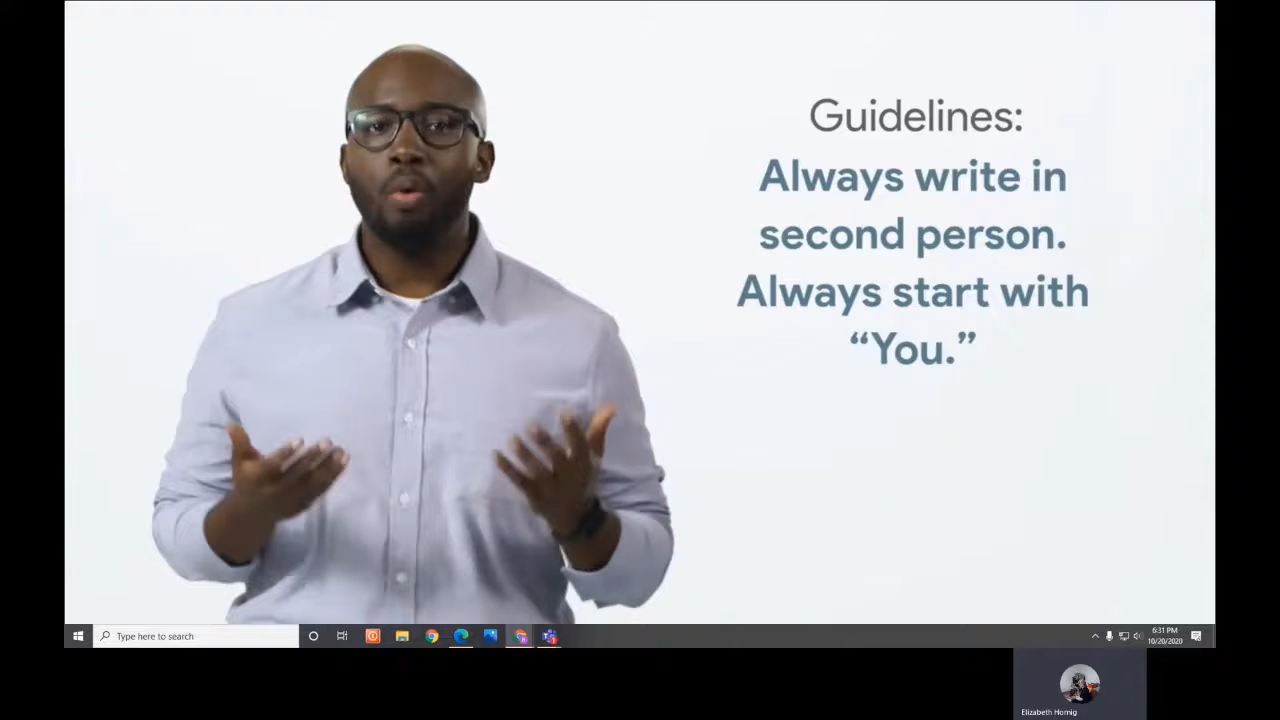 Guidelines:
Always write in
second person.
Always start with
“You.”
Type here to search
6:31 PM
10/20/2020
Elizabeth Hornig